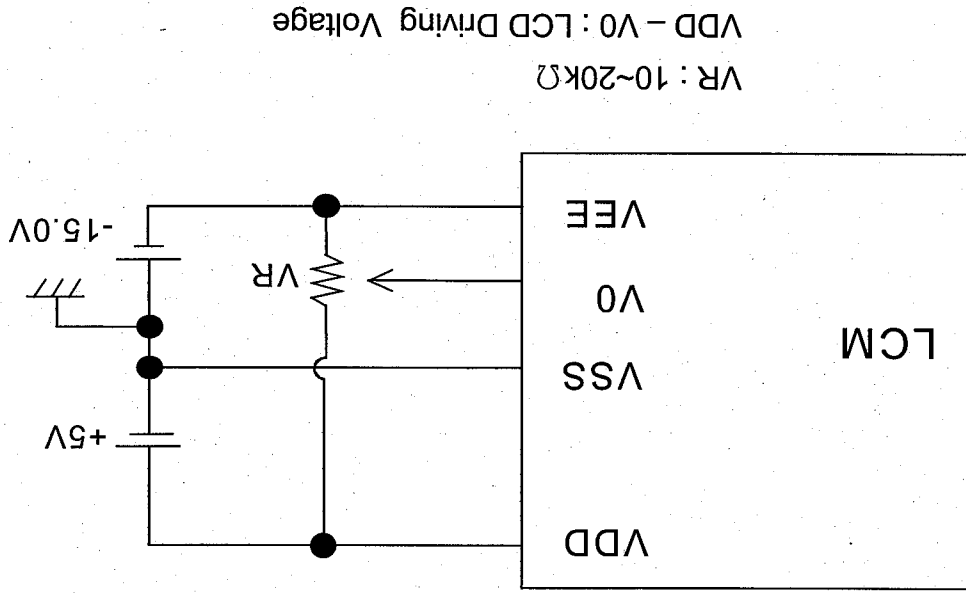 VDD
+5V
VSS
LCM
V0
VR
VEE
-15.0V
VR : 10~20kΩ
VDD – V0 : LCD Driving Voltage